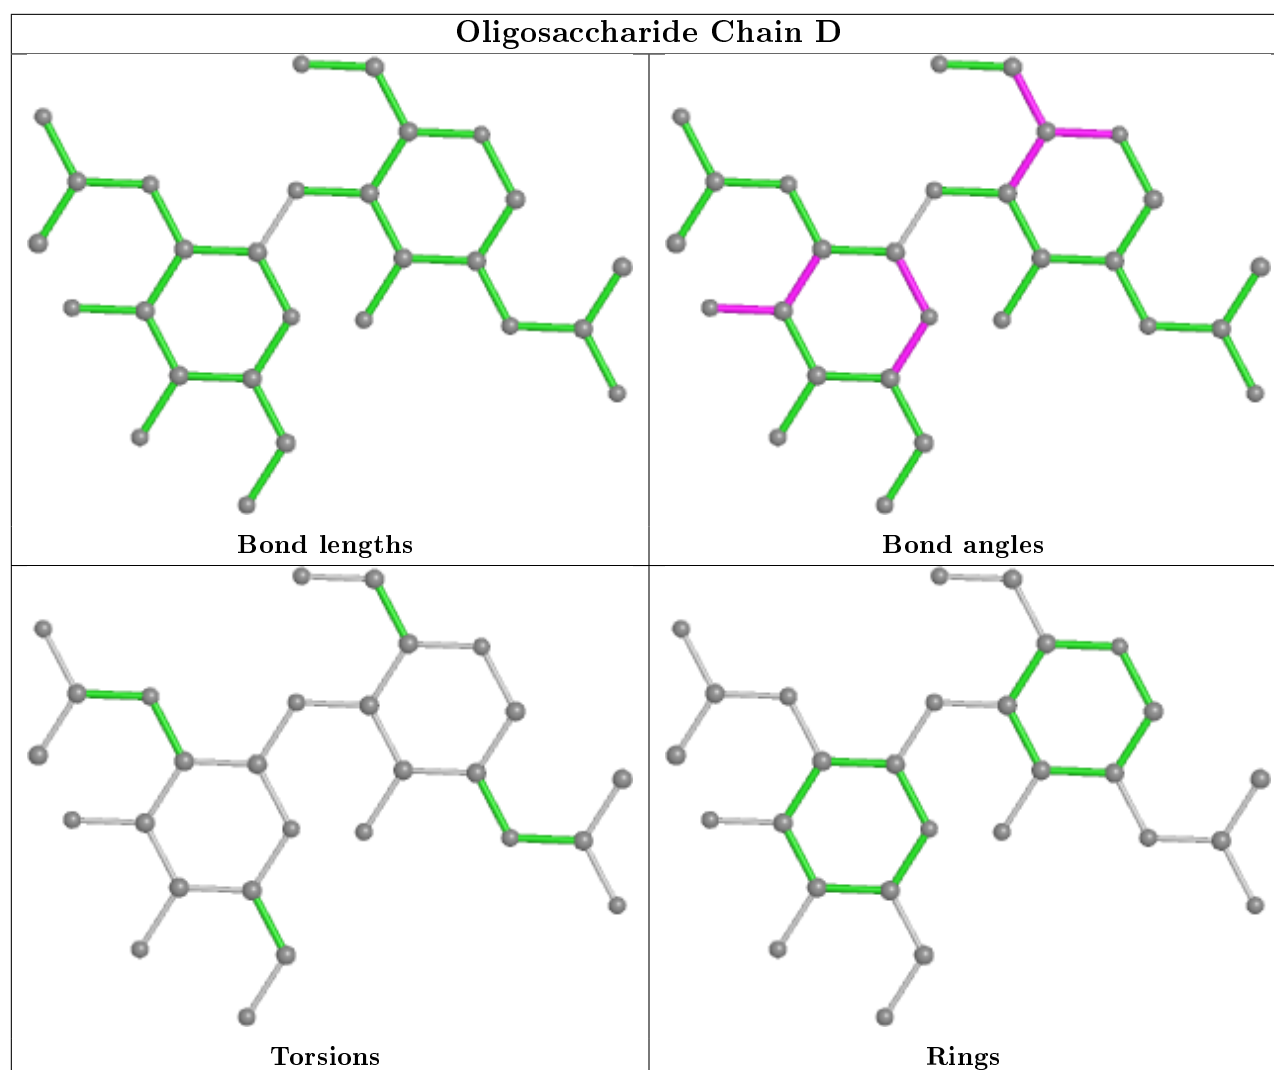 Oligosaccharide Chain D
Bond lengths
Bond angles
Torsions
Rings